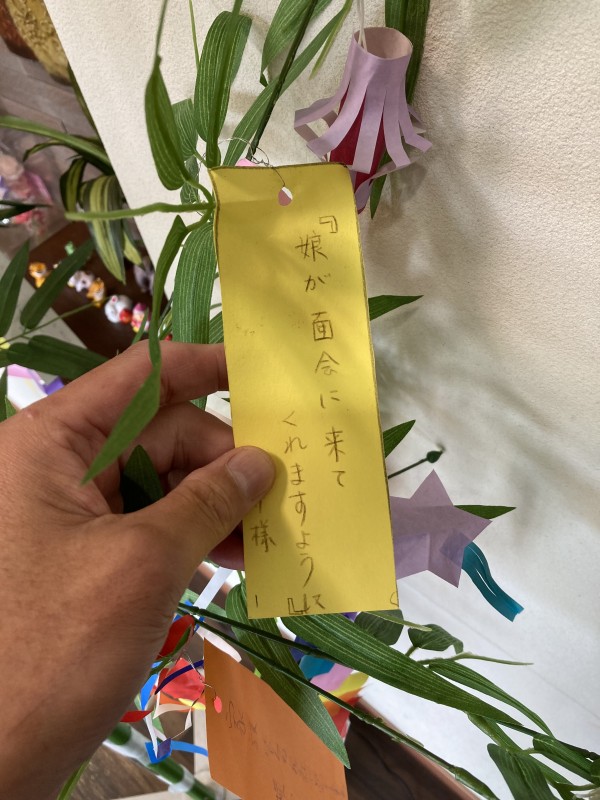 『娘が面会に来て
くれますように』
様